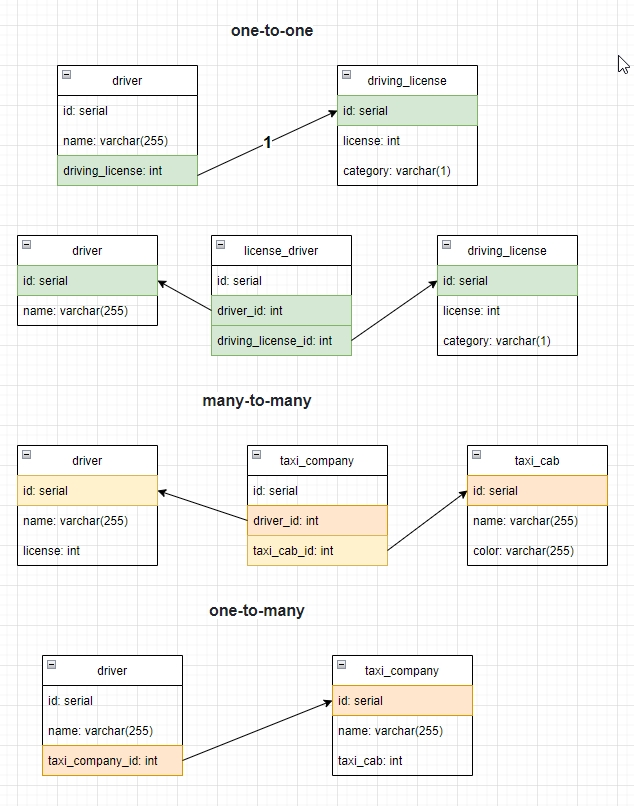 one-to-one
driver
id: serial
name: varchar(255)
driving_license: int
1
driving_license
id: serial
license: int
category: varchar(1)
driver
id: serial
name: varchar(255)
license_driver
id: serial
driver_id: int
driving_license_id: int
driving_license
id: serial
license: int
category: varchar(1)
many-to-many
driver
id: serial
name: varchar(255)
license: int
taxi_company
id: serial
driver_id: int
taxi_cab_id: int
taxi_cab
id: serial
name: varchar(255)
color: varchar(255)
one-to-many
driver
id: serial
name: varchar(255)
taxi_company_id: int
taxi_company
id: serial
name: varchar(255)
taxi_cab: int